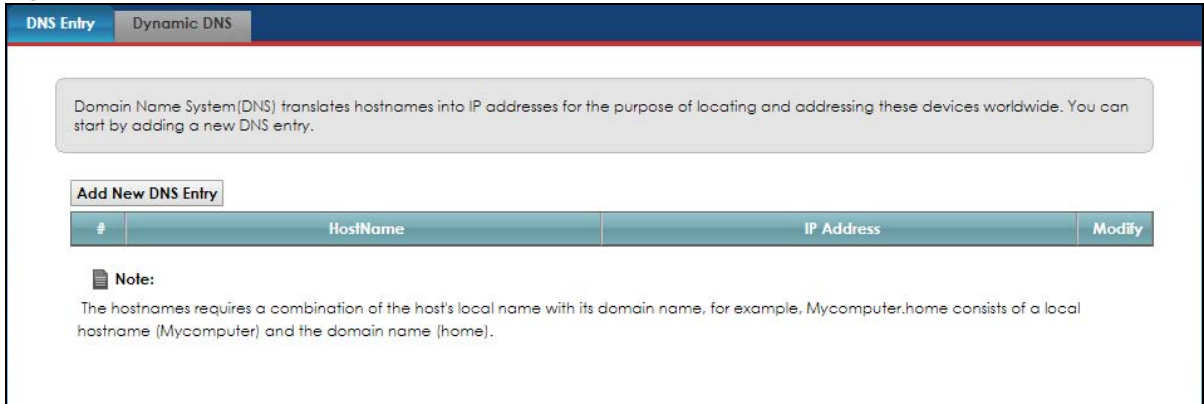 DNS Entry Dynamic DNS
Domain Name System(DNS) translates hostnames into IP addresses for the purpose of locating and addressing these devices worldwide. You can
start by adding a new DNS entry.
Add New DNS Entry
# HostName IP Address Modify
Note:
The hostnames requires a combination of the host's local name with its domain name, for example, Mycomputer.home consists of a local
hostname (Mycomputer) and the domain name (home).